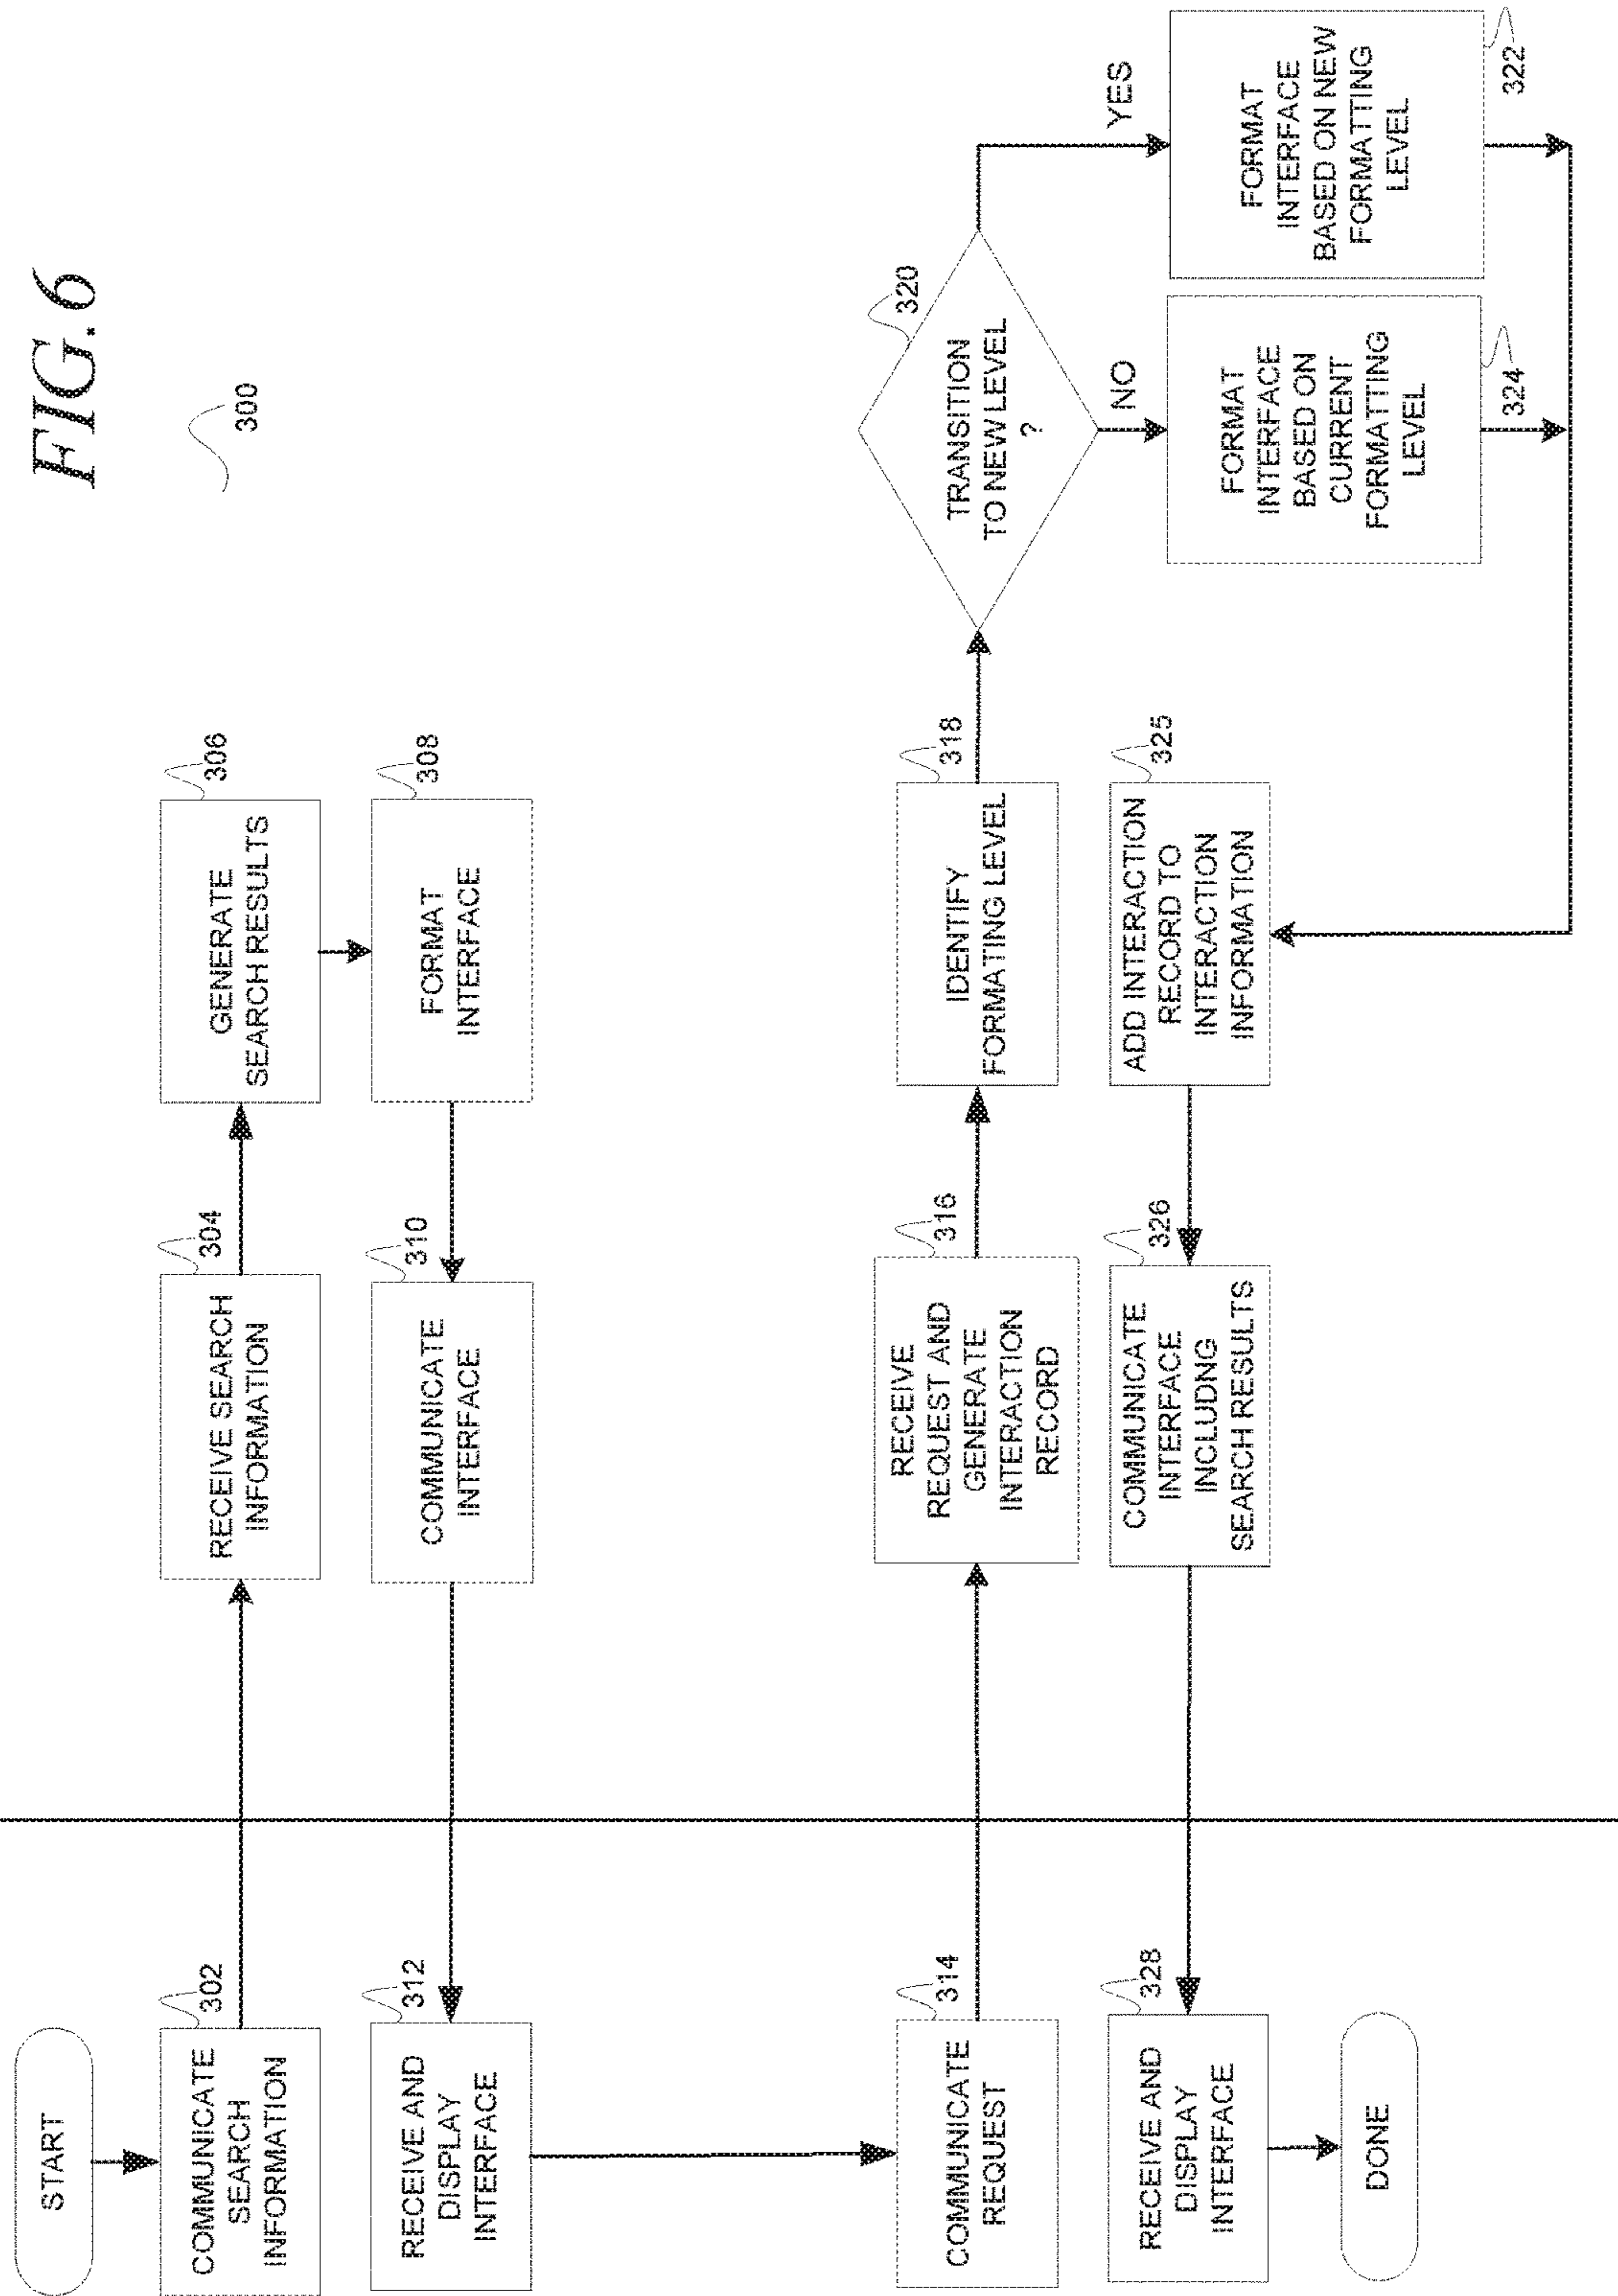 FIG. 6
300
START
302
COMMUNICATE
SEARCH
INFORMATION
304
RECEIVE SEARCH
INFORMATION
306
GENERATE
SEARCH RESULTS
308
FORMAT
INTERFACE
310
COMMUNICATE
INTERFACE
312
RECEIVE AND
DISPLAY
INTERFACE
314
COMMUNICATE
REQUEST
316
RECEIVE
REQUEST AND
GENERATE
INTERACTION
RECORD
318
IDENTIFY
FORMATING LEVEL
320
TRANSITION
TO NEW LEVEL
?
YES
NO
FORMAT
INTERFACE
BASED ON NEW
FORMATTING
LEVEL
322
FORMAT
INTERFACE
BASED ON
CURRENT
FORMATTING
LEVEL
324
325
ADD INTERACTION
RECORD TO
INTERACTION
INFORMATION
326
COMMUNICATE
INTERFACE
INCLUDNG
SEARCH RESULTS
328
RECEIVE AND
DISPLAY
INTERFACE
DONE